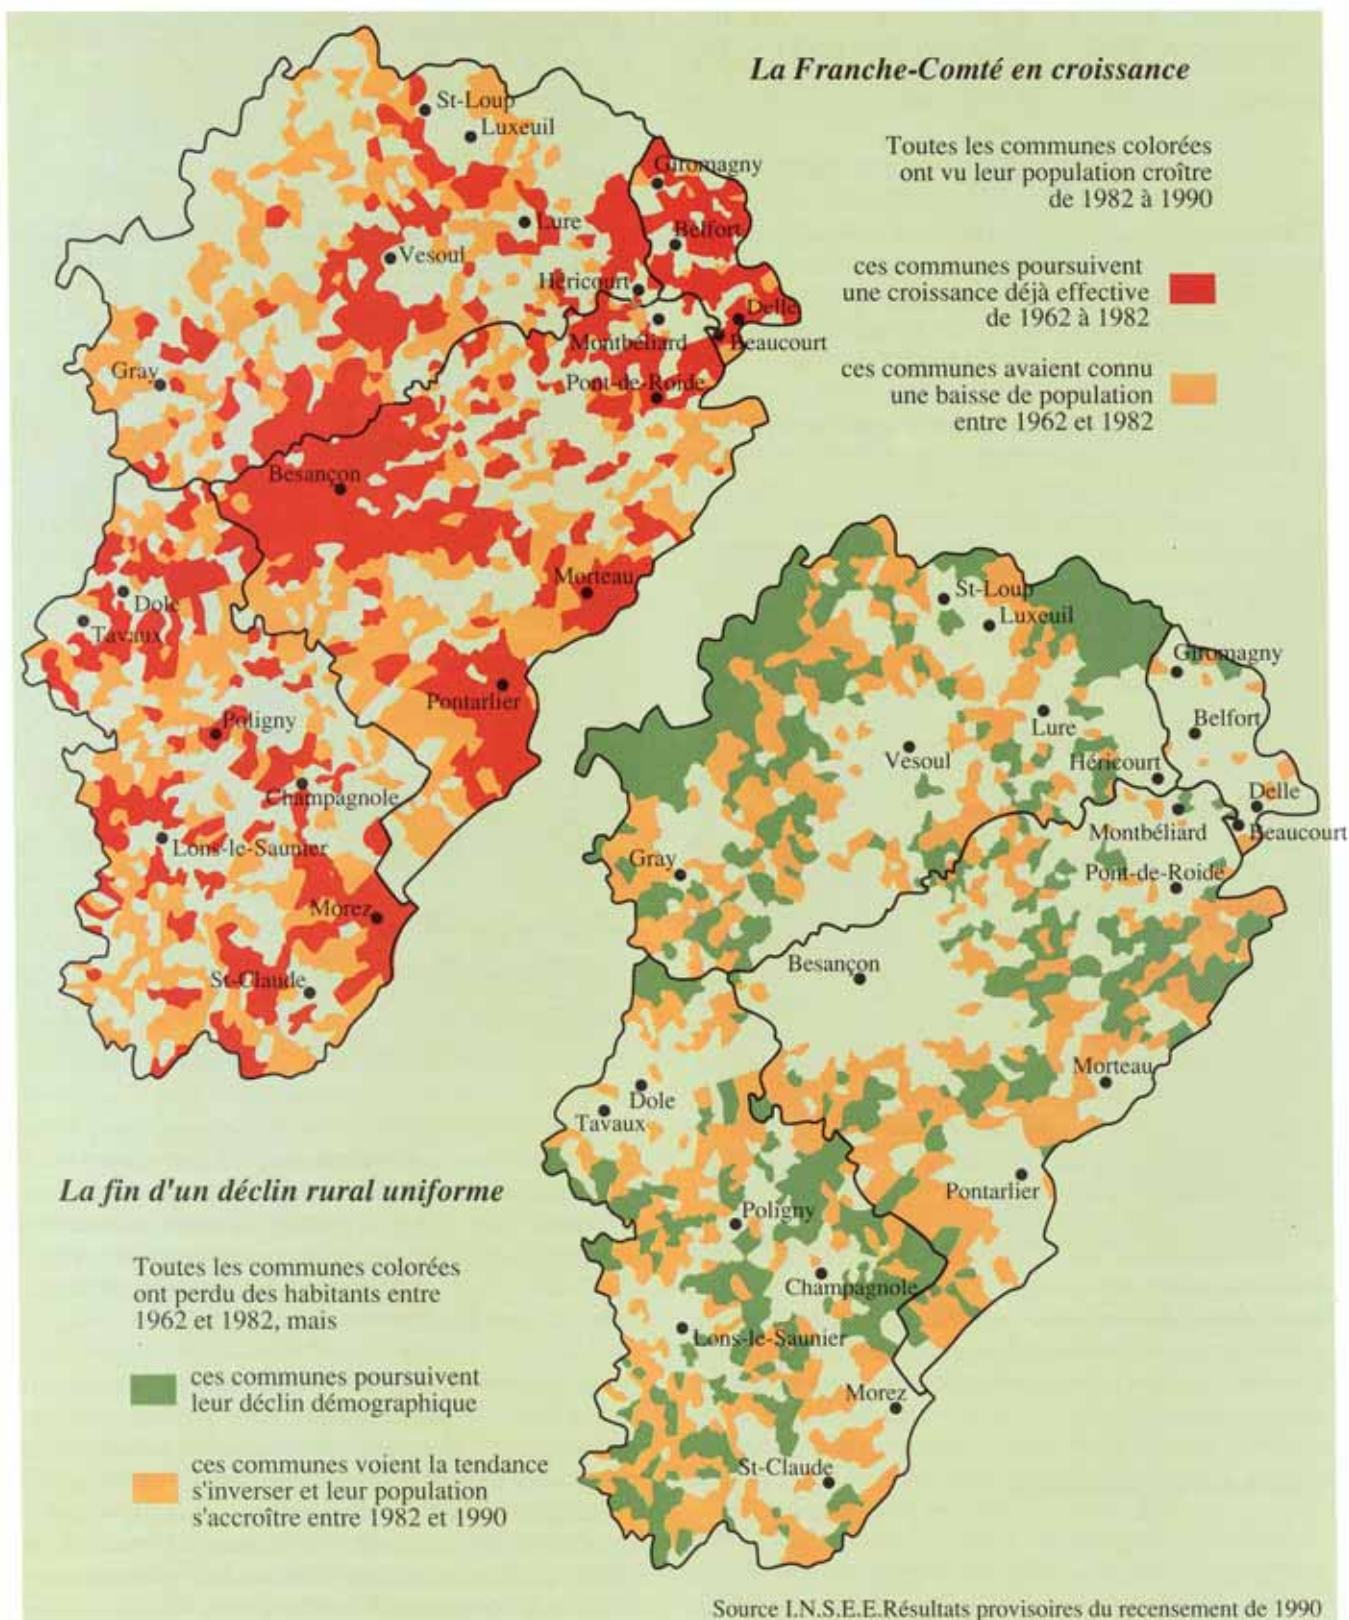 La Franche-Comté en croissance
Toutes les communes colorées
ont vu leur population croître
de 1982 à 1990
ces communes poursuivent
une croissance déjà effective
de 1962 à 1982
ces communes avaient connu
une baisse de population
entre 1962 et 1982
St-Loup
Luxeuil
Giromagny
Lure
Belfort
Vesoul
Héricourt
Delle
Montbéliard
Beaucourt
Gray
Pont-de-Roide
Besançon
Morteau
Dole
Tavaux
Pontarlier
Poligny
Champagnole
Lons-le-Saunier
Morez
St-Claude
St-Loup
Luxeuil
Giromagny
Belfort
Lure
Vesoul
Héricourt
Delle
Montbéliard
Beaucourt
Gray
Pont-de-Roide
Besançon
Morteau
Dole
Tavaux
Pontarlier
Poligny
Champagnole
Lons-le-Saunier
Morez
St-Claude
La fin d'un déclin rural uniforme
Toutes les communes colorées
ont perdu des habitants entre
1962 et 1982, mais
ces communes poursuivent
leur déclin démographique
ces communes voient la tendance
s'inverser et leur population
s'accroître entre 1982 et 1990
Source I.N.S.E.E.Résultats provisoires du recensement de 1990